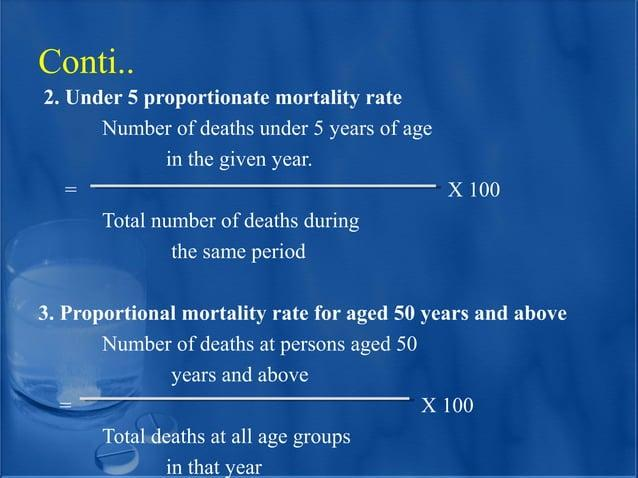 Conti..
2. Under 5 proportionate mortality rate
Number of deaths under 5 years of age
in the given year.
= X 100
Total number of deaths during
the same period
3. Proportional mortality rate for aged 50 years and above
Number of deaths at persons aged 50
years and above
= X 100
Total deaths at all age groups
in that year